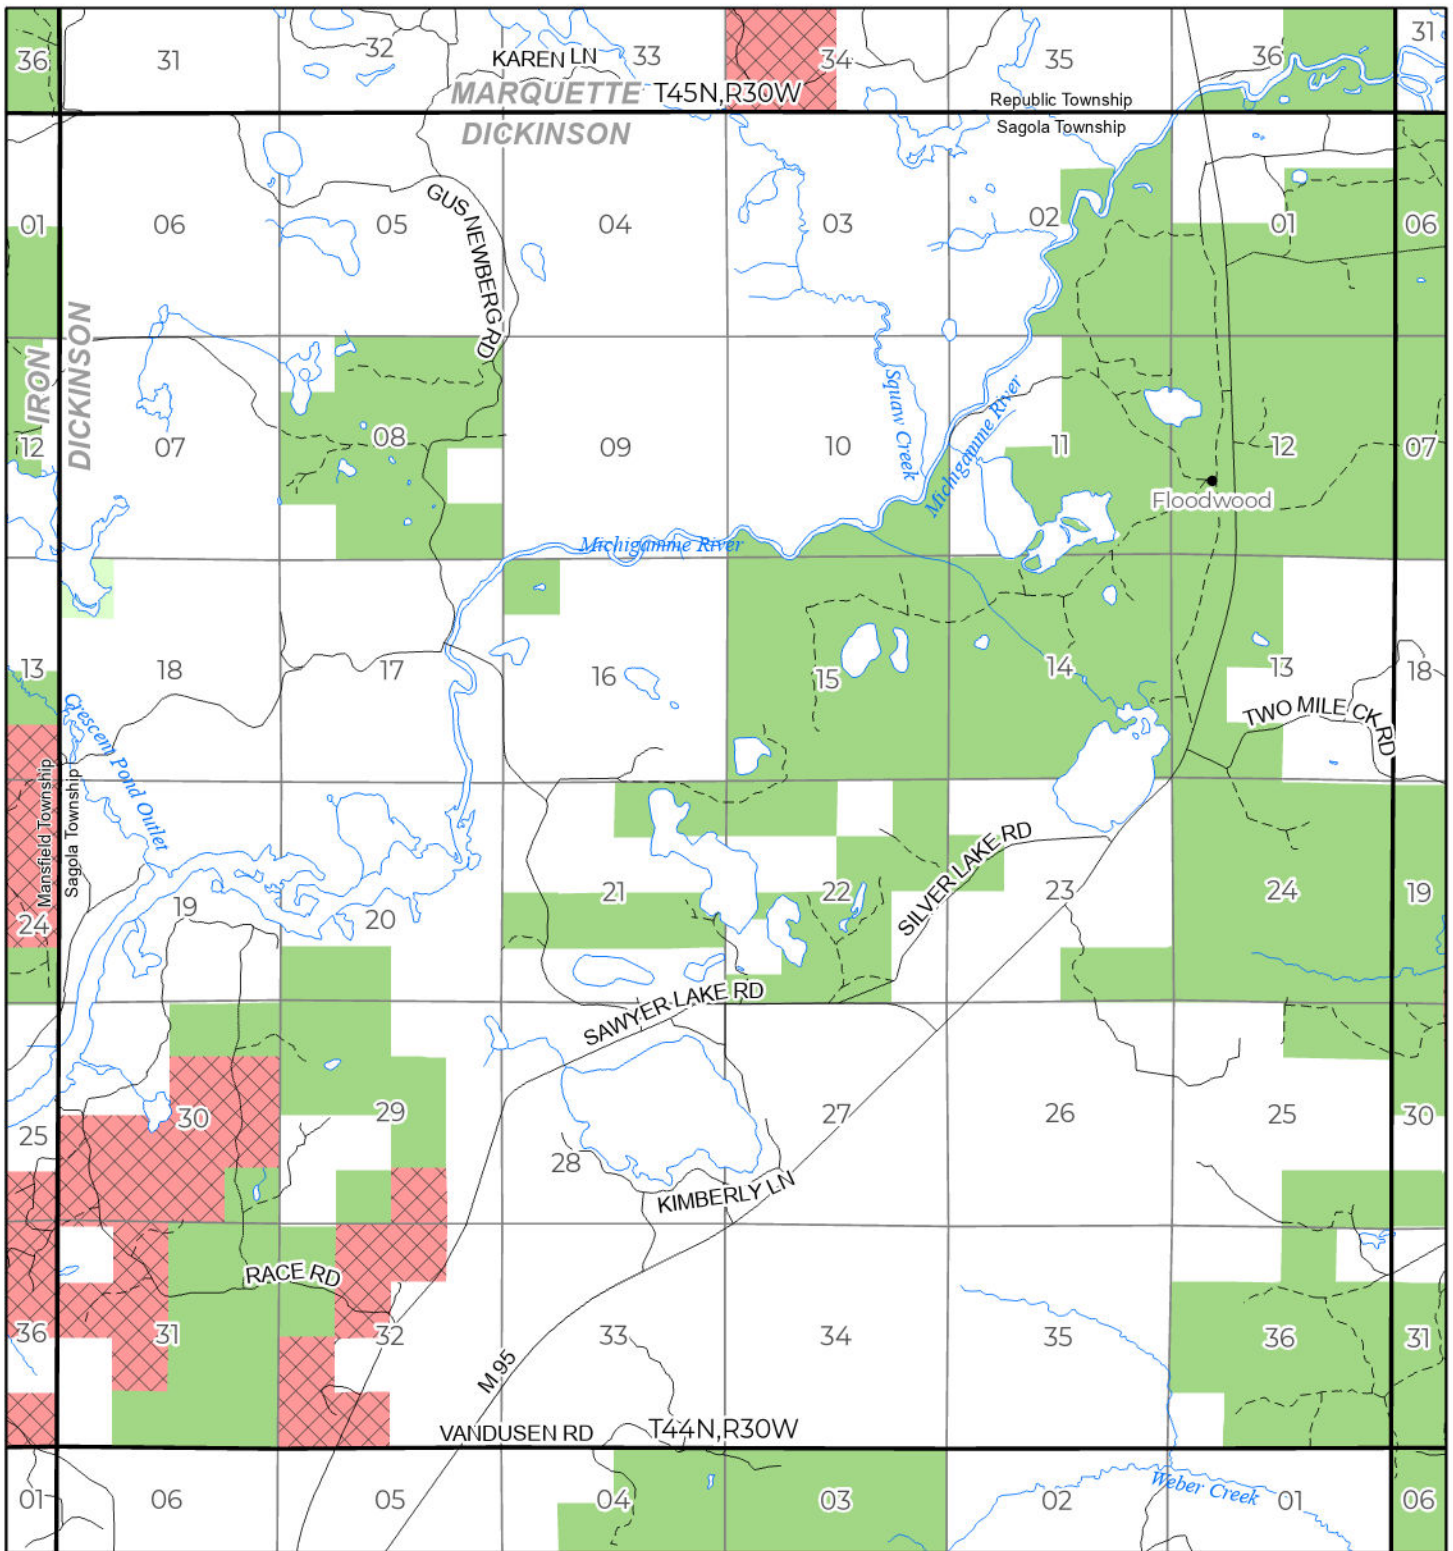 36
31
32
33
34
35
36
31
KAREN LN
MARQUETTE
T45N,R30W
Republic Township
DICKINSON
Sagola Township
01
06
05
04
03
02
01
06
GUS NEWBERG RD
IRON
DICKINSON
12
07
08
09
10
11
12
07
Squaw Creek
Michigamme River
Floodwood
Michigamme River
13
18
17
16
15
14
13
18
Crescent Pond Outlet
TWO MILE CK RD
Mansfield Township
Sagola Township
24
19
20
21
22
23
24
19
SILVER LAKE RD
SAWYER LAKE RD
25
30
29
28
27
26
25
30
KIMBERLY LN
RACE RD
36
31
32
33
34
35
36
31
M 95
VANDUSEN RD
T44N,R30W
01
06
05
04
03
02
01
06
Weber Creek